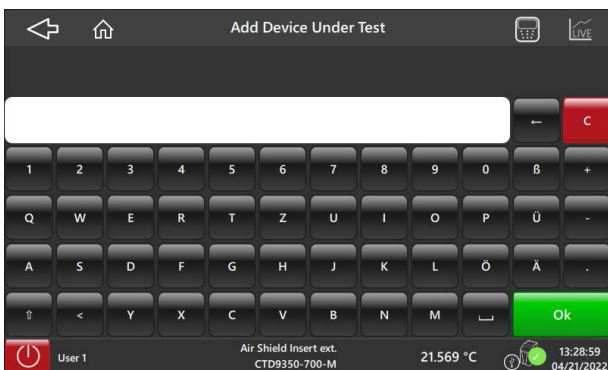 Add Device Under Test
LIVE
← C
1 2 3 4 5 6 7 8 9 0 ß +
Q W E R T Z U I O P Ü -
A S D F G H J K L Ö Ä .
⇧ < Y X C V B N M ⎵ Ok
User 1
Air Shield Insert ext.
CTD9350-700-M
21.569 °C
13:28:59
04/21/2022